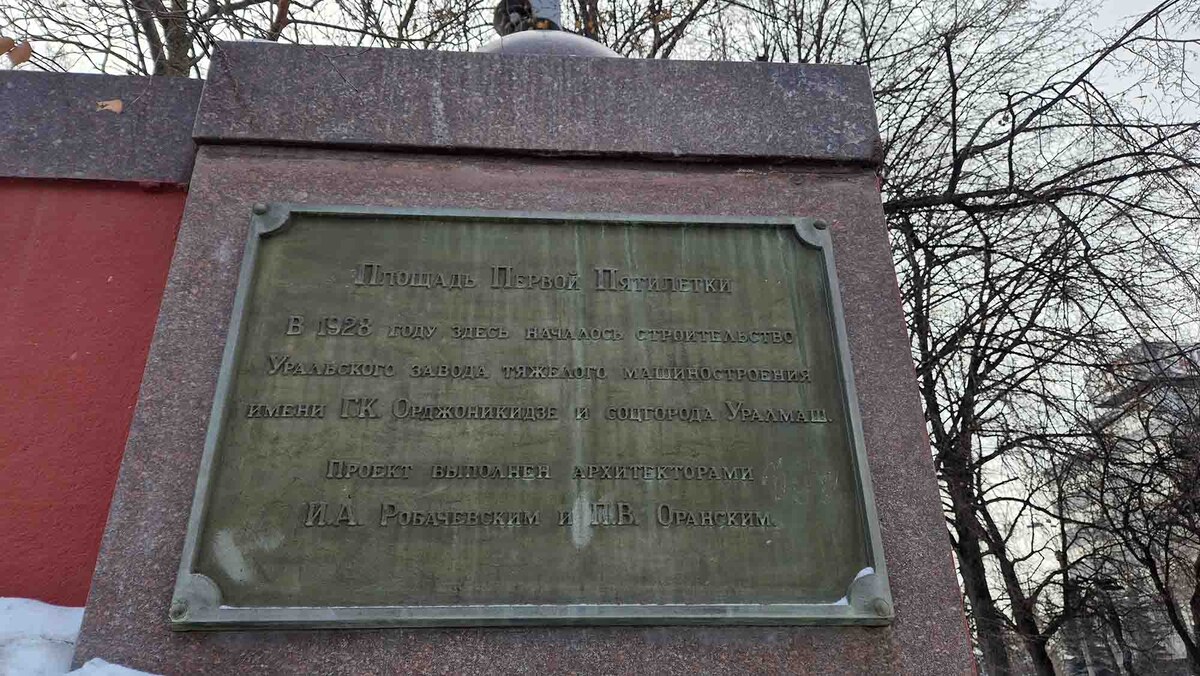 Площадь Первой Пятилетки
В 1928 году здесь началось строительство
Уральского завода тяжелого машиностроения
имени Г.К. Орджоникидзе и соцгорода Уралмаш.
Проект выполнен архитекторами
И.А. Робачевским и П.В. Оранским.